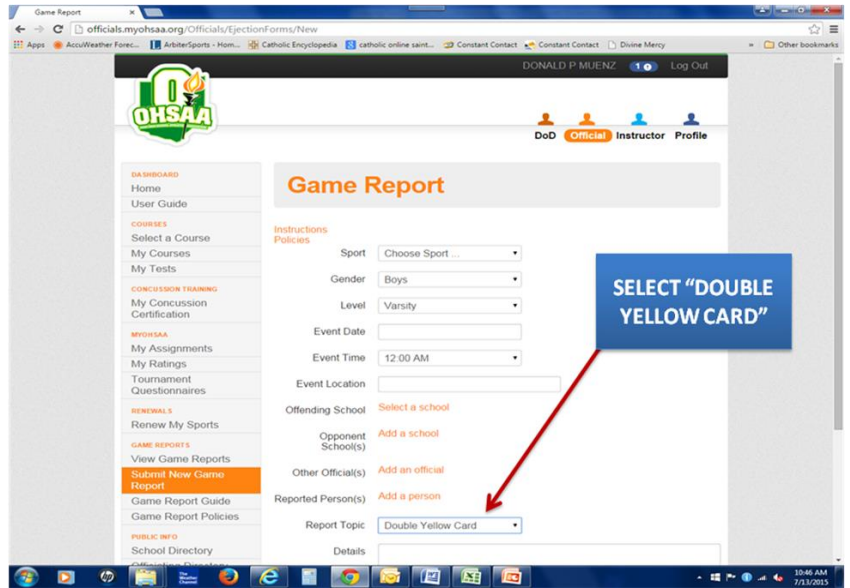 Game Report
officials.myohsaa.org/Officials/EjectionForms/New
Apps AccuWeather Forec... ArbiterSports - Hom... Catholic Encyclopedia catholic online saint... Constant Contact Constant Contact Divine Mercy » Other bookmarks
DONALD P MUENZ 1 0 Log Out
OHSAA
DoD Official Instructor Profile
DASHBOARD
Home
User Guide
COURSES
Select a Course
My Courses
My Tests
CONCUSSION TRAINING
My Concussion
Certification
MYOHSAA
My Assignments
My Ratings
Tournament
Questionnaires
RENEWALS
Renew My Sports
GAME REPORTS
View Game Reports
Submit New Game
Report
Game Report Guide
Game Report Policies
PUBLIC INFO
School Directory
Officiating Directory
Game Report
Instructions
Policies
Sport Choose Sport ...
Gender Boys
Level Varsity
Event Date
Event Time 12:00 AM
Event Location
Offending School Select a school
Opponent Add a school
School(s)
Other Official(s) Add an official
Reported Person(s) Add a person
Report Topic Double Yellow Card
Details
SELECT “DOUBLE
YELLOW CARD”
The
Weather
Channel
10:46 AM
7/13/2015